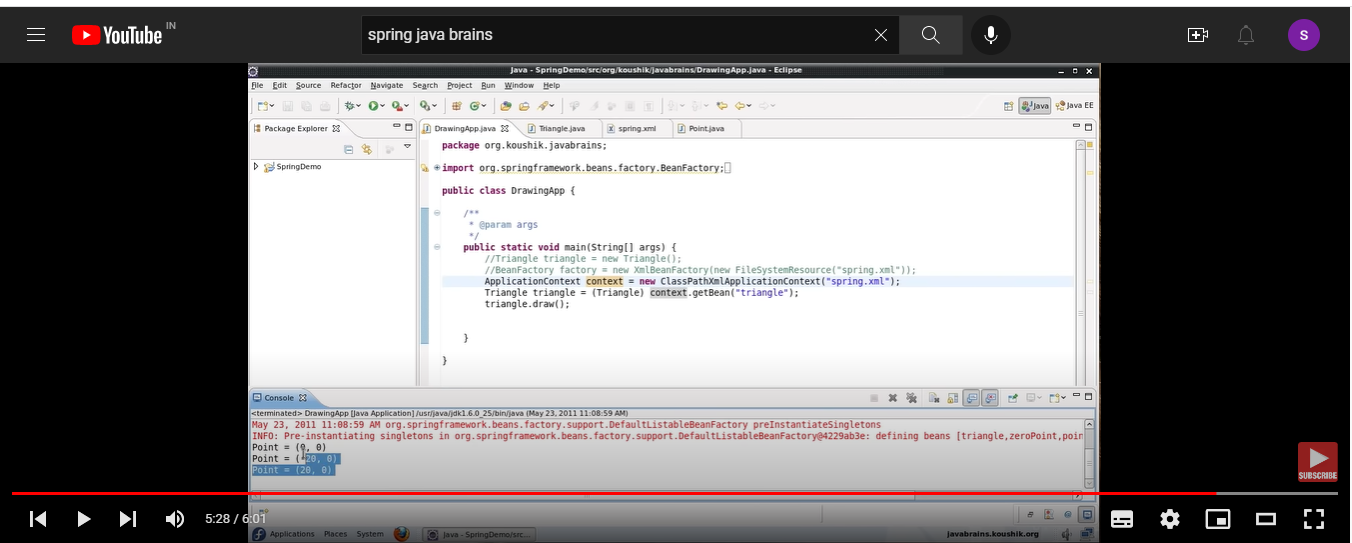 YouTube IN
spring java brains
S
Java - SpringDemo/src/org/koushik/javabrains/DrawingApp.java - Eclipse
File Edit Source Refactor Navigate Search Project Run Window Help
Java Java EE
Package Explorer
SpringDemo
DrawingApp.java Triangle.java spring.xml Point.java
package org.koushik.javabrains;
import org.springframework.beans.factory.BeanFactory;
public class DrawingApp {
/**
* @param args
*/
public static void main(String[] args) {
//Triangle triangle = new Triangle();
//BeanFactory factory = new XmlBeanFactory(new FileSystemResource("spring.xml"));
ApplicationContext context = new ClassPathXmlApplicationContext("spring.xml");
Triangle triangle = (Triangle) context.getBean("triangle");
triangle.draw();
}
}
Console
<terminated> DrawingApp [Java Application] /usr/java/jdk1.6.0_25/bin/java (May 23, 2011 11:08:59 AM)
May 23, 2011 11:08:59 AM org.springframework.beans.factory.support.DefaultListableBeanFactory preInstantiateSingletons
INFO: Pre-instantiating singletons in org.springframework.beans.factory.support.DefaultListableBeanFactory@4229ab3e: defining beans [triangle,zeroPoint,poin
Point = (0, 0)
Point = (-20, 0)
Point = (20, 0)
SUBSCRIBE
5:28 / 6:01
Applications Places System
Java - SpringDemo/src...
javabrains.koushik.org